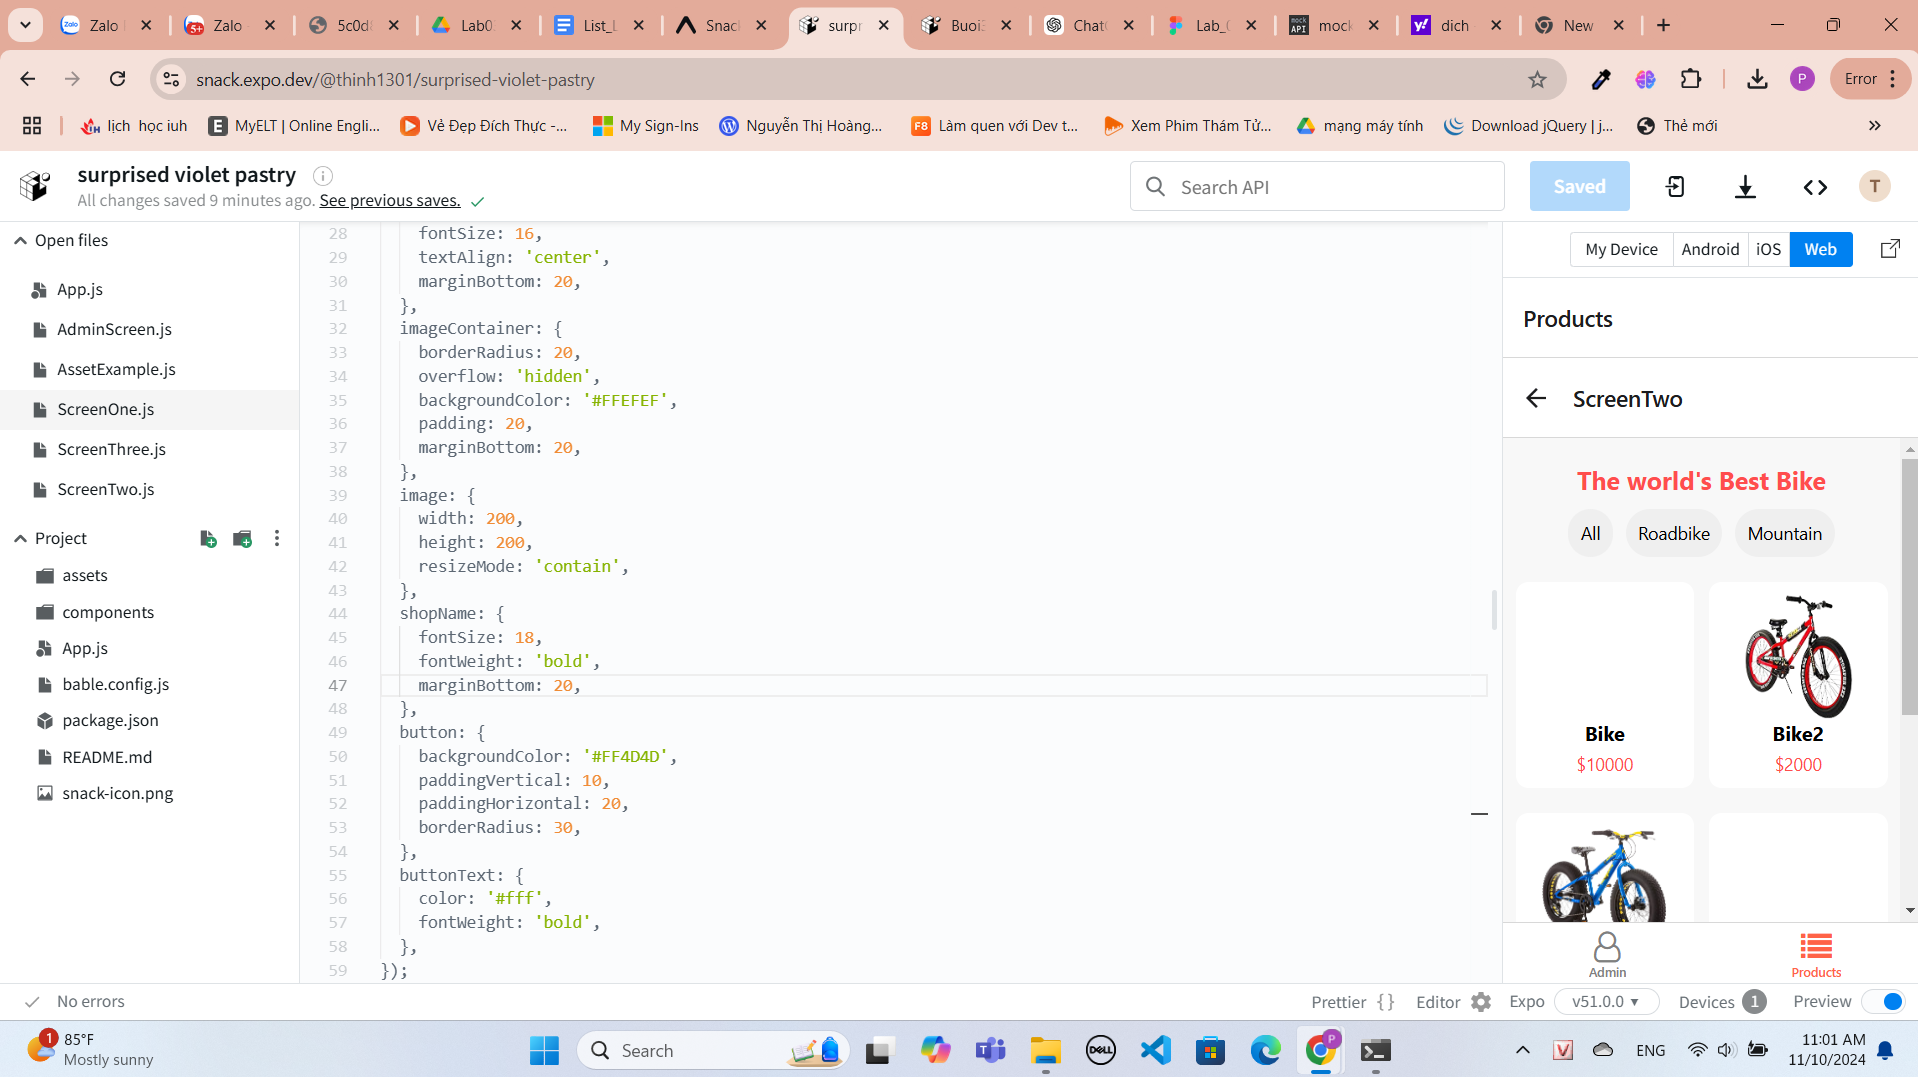 Zalo
Zalo
5c0d
Lab0
List_L
Snac
surpr
Buoi
Chat
Lab_
mock
dich
New
snack.expo.dev/@thinh1301/surprised-violet-pastry
Error
lịch học iuh
MyELT | Online Engli...
Vẻ Đẹp Đích Thực -...
My Sign-Ins
Nguyễn Thị Hoàng...
Làm quen với Dev t...
Xem Phim Thám Tử...
mạng máy tính
Download jQuery | j...
Thẻ mới
surprised violet pastry
All changes saved 9 minutes ago. See previous saves.
Search API
Saved
T
Open files
App.js
AdminScreen.js
AssetExample.js
ScreenOne.js
ScreenThree.js
ScreenTwo.js
Project
assets
components
App.js
bable.config.js
package.json
README.md
snack-icon.png
28 fontSize: 16,
29 textAlign: 'center',
30 marginBottom: 20,
31 },
32 imageContainer: {
33 borderRadius: 20,
34 overflow: 'hidden',
35 backgroundColor: '#FFEFEF',
36 padding: 20,
37 marginBottom: 20,
38 },
39 image: {
40 width: 200,
41 height: 200,
42 resizeMode: 'contain',
43 },
44 shopName: {
45 fontSize: 18,
46 fontWeight: 'bold',
47 marginBottom: 20,
48 },
49 button: {
50 backgroundColor: '#FF4D4D',
51 paddingVertical: 10,
52 paddingHorizontal: 20,
53 borderRadius: 30,
54 },
55 buttonText: {
56 color: '#fff',
57 fontWeight: 'bold',
58 },
59 });
My Device Android iOS Web
Products
ScreenTwo
The world's Best Bike
All Roadbike Mountain
Bike
$10000
Bike2
$2000
Admin
Products
No errors
Prettier { } Editor Expo v51.0.0 Devices 1 Preview
1 85°F
Mostly sunny
Search
ENG
11:01 AM
11/10/2024